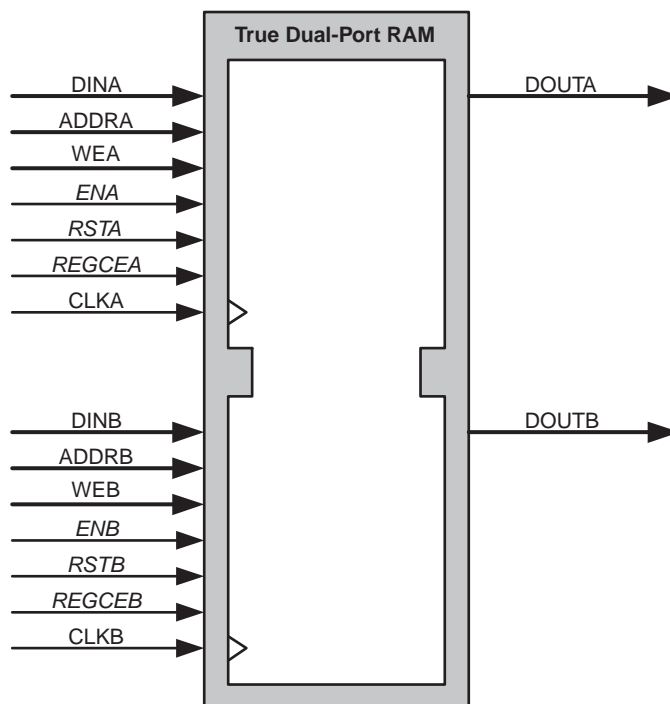 True Dual-Port RAM
DINA
DOUTA
ADDRA
WEA
ENA
RSTA
REGCEA
CLKA
DINB
DOUTB
ADDRB
WEB
ENB
RSTB
REGCEB
CLKB